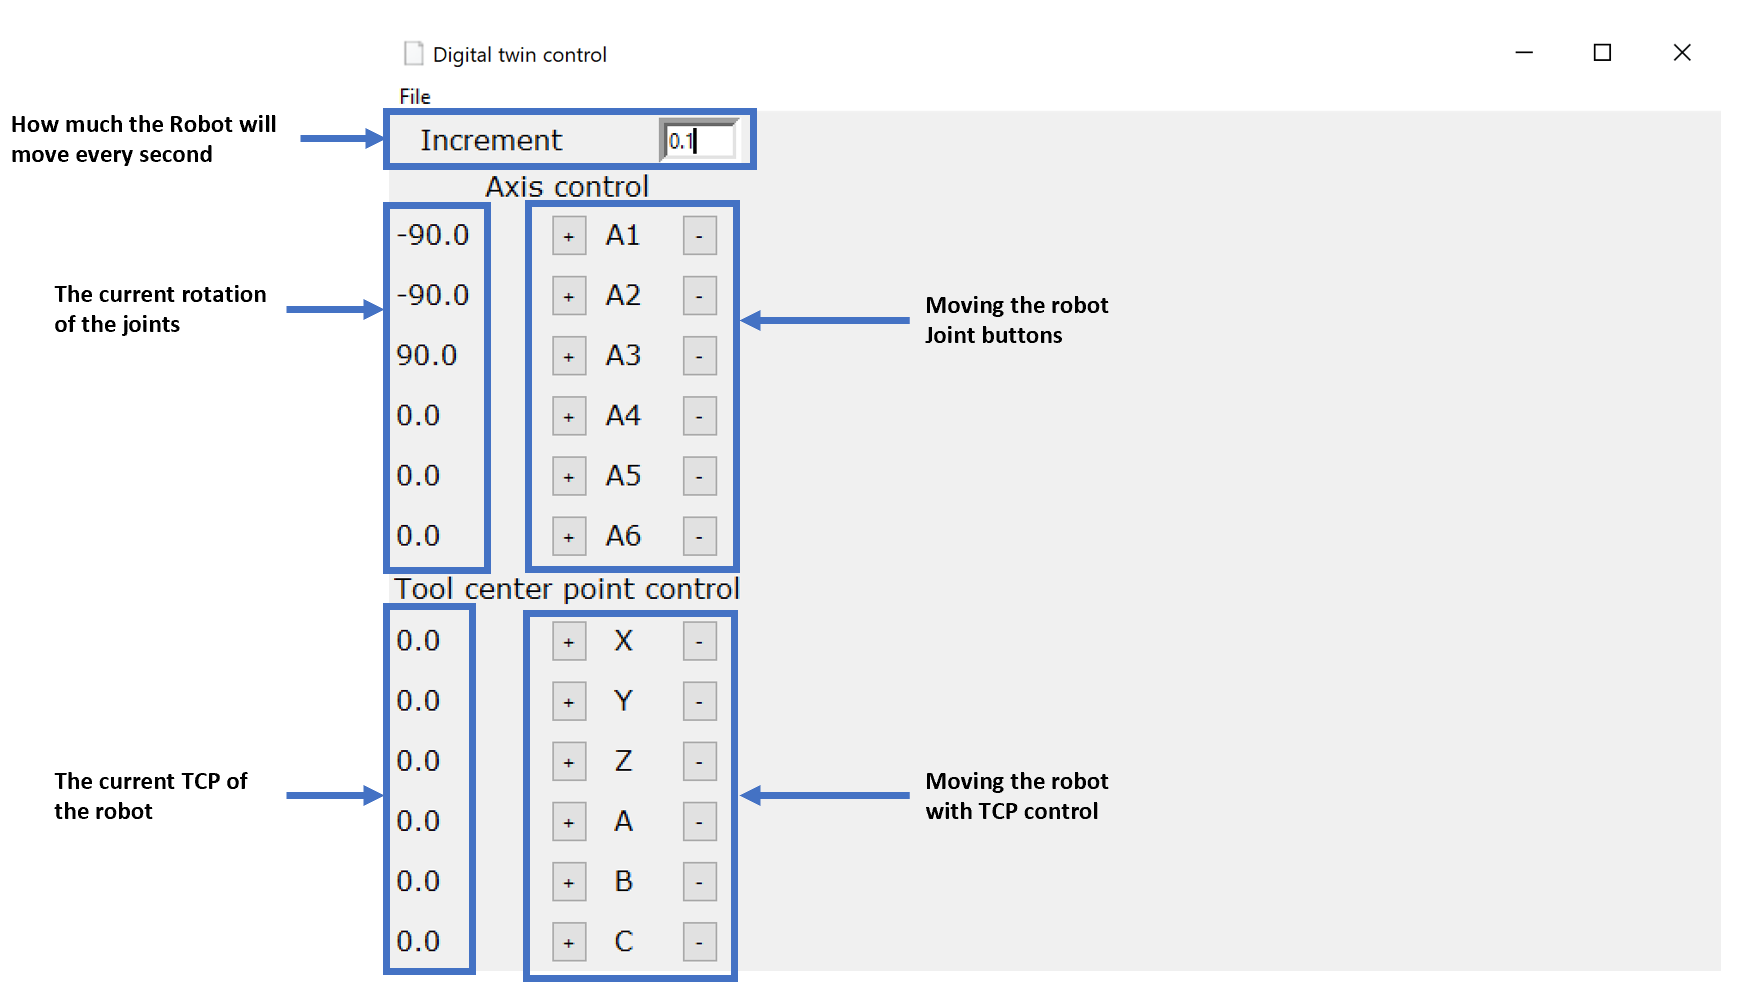 Digital twin control
File
How much the Robot will
move every second
Increment 0.1
Axis control
The current rotation
of the joints
-90.0 + A1 -
-90.0 + A2 -
90.0 + A3 -
0.0 + A4 -
0.0 + A5 -
0.0 + A6 -
Moving the robot
Joint buttons
Tool center point control
The current TCP of
the robot
0.0 + X -
0.0 + Y -
0.0 + Z -
0.0 + A -
0.0 + B -
0.0 + C -
Moving the robot
with TCP control